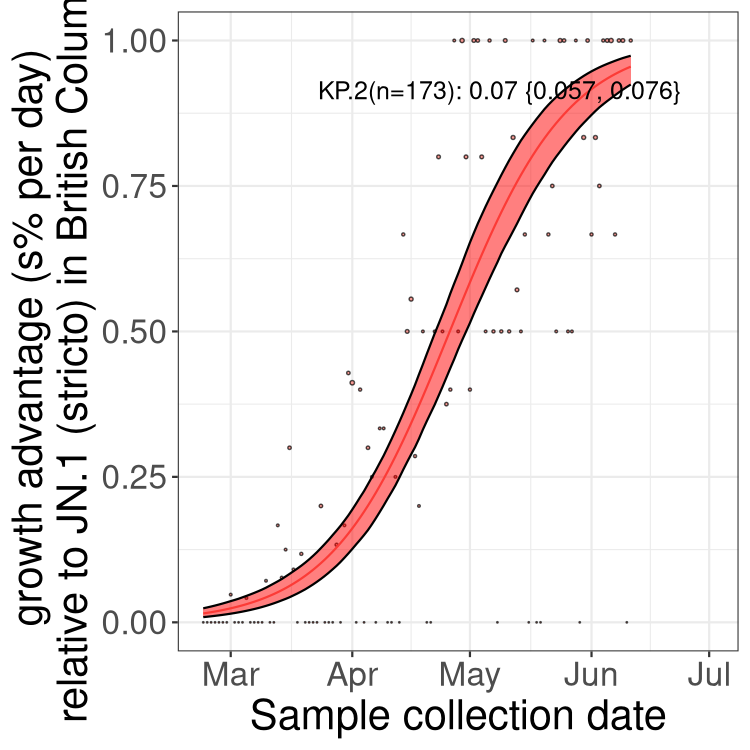 growth advantage (s% per day)
relative to JN.1 (stricto) in British Colum
1.00
0.75
0.50
0.25
0.00
KP.2(n=173): 0.07 {0.057, 0.076}
Mar Apr May Jun Jul
Sample collection date